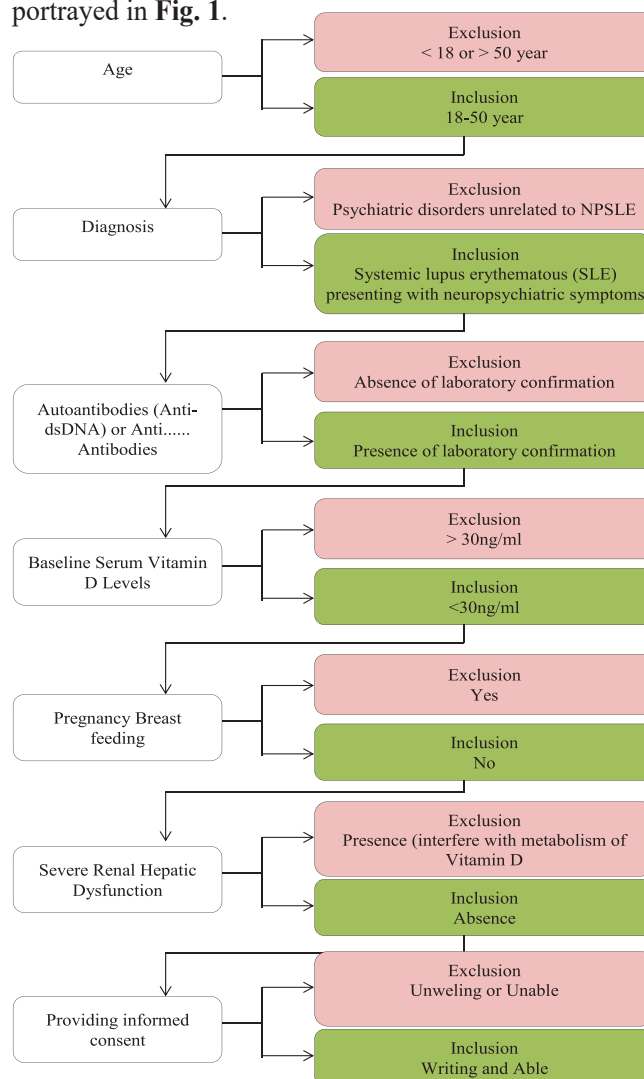 portrayed in Fig. 1.
Age
Exclusion
< 18 or > 50 year
Inclusion
18-50 year
Diagnosis
Exclusion
Psychiatric disorders unrelated to NPSLE
Inclusion
Systemic lupus erythematous (SLE)
presenting with neuropsychiatric symptoms
Autoantibodies (Anti-
dsDNA) or Anti......
Antibodies
Exclusion
Absence of laboratory confirmation
Inclusion
Presence of laboratory confirmation
Baseline Serum Vitamin
D Levels
Exclusion
> 30ng/ml
Inclusion
<30ng/ml
Pregnancy Breast
feeding
Exclusion
Yes
Inclusion
No
Severe Renal Hepatic
Dysfunction
Exclusion
Presence (interfere with metabolism of
Vitamin D
Inclusion
Absence
Providing informed
consent
Exclusion
Unweling or Unable
Inclusion
Writing and Able